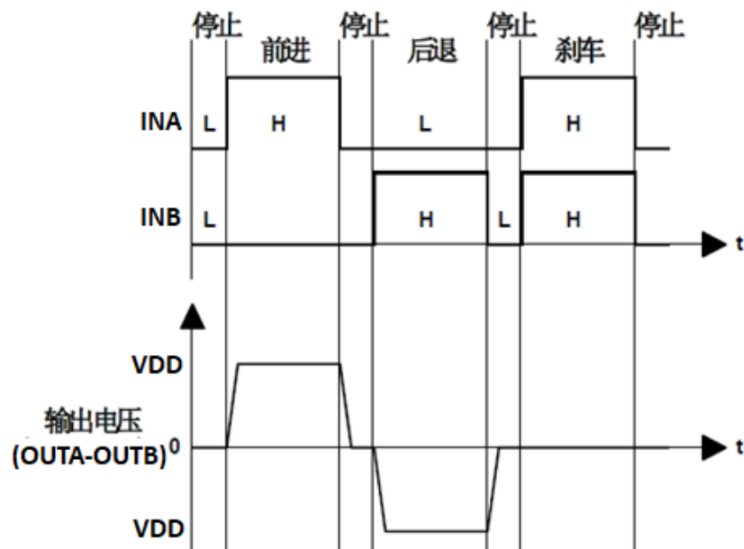 停止 停止 停止 停止
前进 后退 刹车
INA L H L H
INB L H L H
t
VDD
输出电压
(OUTA-OUTB) 0 t
VDD